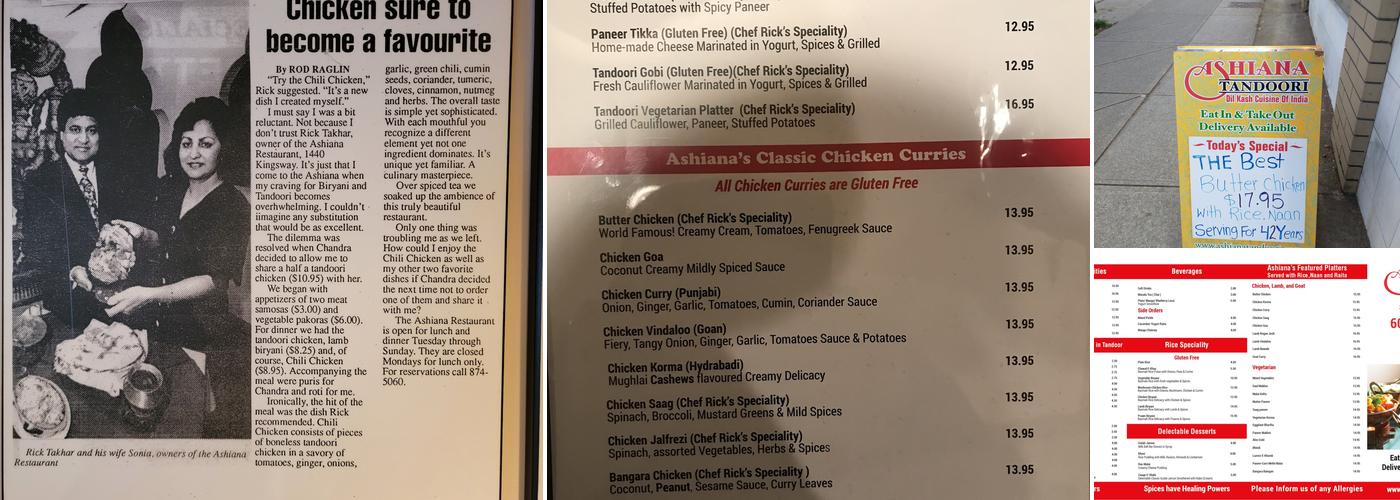 Chicken sure to
become a favourite
By ROD RAGLIN
"Try the Chili Chicken,"
Rick suggested. "It's a new
dish I created myself."
I must say I was a bit
reluctant. Not because I
don't trust Rick Takhar,
owner of the Ashiana
Restaurant, 1440
Kingsway. It's just that I
come to the Ashiana when
my craving for Biryani and
Tandoori becomes
overwhelming. I couldn't
iimagine any substitution
that would be as excellent.
The dilemma was
resolved when Chandra
decided to allow me to
share a half a tandoori
chicken ($10.95) with her.
We began with
appetizers of two meat
samosas ($3.00) and
vegetable pakoras ($6.00).
For dinner we had the
tandoori chicken, lamb
biryani ($8.25) and, of
course, Chili Chicken
($8.95). Accompanying the
meal were puris for
Chandra and roti for me.
Ironically, the hit of the
meal was the dish Rick
recommended. Chili
Chicken consists of pieces
of boneless tandoori
chicken in a savory of
tomatoes, ginger, onions,
garlic, green chili, cumin
seeds, coriander, tumeric,
cloves, cinnamon, nutmeg
and herbs. The overall taste
is simple yet sophisticated.
With each mouthful you
recognize a different
element yet not one
ingredient dominates. It's
unique yet familiar. A
culinary masterpiece.
Over spiced tea we
soaked up the ambience of
this truly beautiful
restaurant.
Only one thing was
troubling me as we left.
How could I enjoy the
Chili Chicken as well as
my other two favorite
dishes if Chandra decided
the next time not to order
one of them and share it
with me?
The Ashiana Restaurant
is open for lunch and
dinner Tuesday through
Sunday. They are closed
Mondays for lunch only.
For reservations call 874-
5060.
Rick Takhar and his wife Sonia, owners of the Ashiana
Restaurant
Stuffed Potatoes with Spicy Paneer
Paneer Tikka (Gluten Free) (Chef Rick's Speciality) 12.95
Home-made Cheese Marinated in Yogurt, Spices & Grilled
Tandoori Gobi (Gluten Free)(Chef Rick's Speciality) 12.95
Fresh Cauliflower Marinated in Yogurt, Spices & Grilled
Tandoori Vegetarian Platter (Chef Rick's Speciality) 16.95
Grilled Cauliflower, Paneer, Stuffed Potatoes
Ashiana's Classic Chicken Curries
All Chicken Curries are Gluten Free
Butter Chicken (Chef Rick's Speciality) 13.95
World Famous! Creamy Cream, Tomatoes, Fenugreek Sauce
Chicken Goa 13.95
Coconut Creamy Mildly Spiced Sauce
Chicken Curry (Punjabi) 13.95
Onion, Ginger, Garlic, Tomatoes, Cumin, Coriander Sauce
Chicken Vindaloo (Goan) 13.95
Fiery, Tangy Onion, Ginger, Garlic, Tomatoes Sauce & Potatoes
Chicken Korma (Hydrabadi) 13.95
Mughlai Cashews flavoured Creamy Delicacy
Chicken Saag (Chef Rick's Speciality) 13.95
Spinach, Broccoli, Mustard Greens & Mild Spices
Chicken Jalfrezi (Chef Rick's Speciality) 13.95
Spinach, assorted Vegetables, Herbs & Spices
Bangara Chicken (Chef Rick's Speciality ) 13.95
Coconut, Peanut, Sesame Sauce, Curry Leaves
ASHIANA
TANDOORI
Dil Kash Cuisine Of India
Eat In & Take Out
Delivery Available
Today's Special
THE Best
Butter Chicken
$17.95
With Rice, Naan
Serving For 42 Years
Beverages
Side Orders
in Tandoor
Rice Speciality
Gluten Free
Delectable Desserts
Ashiana's Featured Platters
Served with Rice, Naan and Raita
Chicken, Lamb, and Goat
Vegetarian
Spices have Healing Powers
Please Inform us of any Allergies